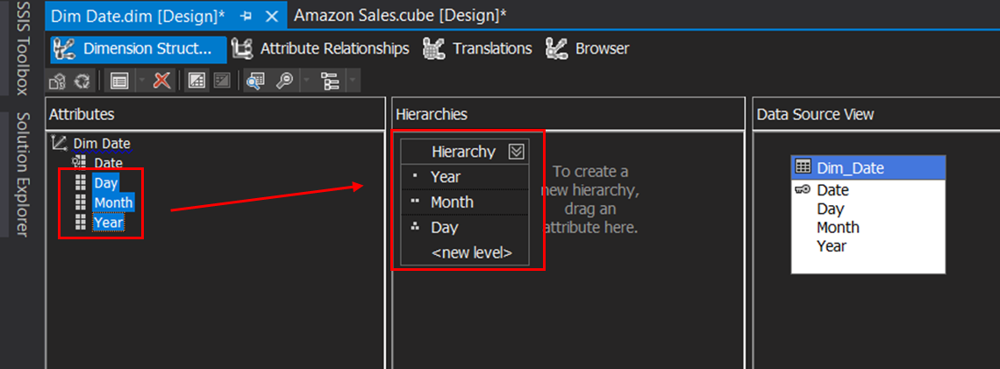 SSIS Toolbox
Solution Explorer
Dim Date.dim [Design]*
Amazon Sales.cube [Design]*
Dimension Struct...
Attribute Relationships
Translations
Browser
Attributes
Dim Date
Date
Day
Month
Year
Hierarchies
Hierarchy
Year
Month
Day
<new level>
To create a
new hierarchy,
drag an
attribute here.
Data Source View
Dim_Date
Date
Day
Month
Year